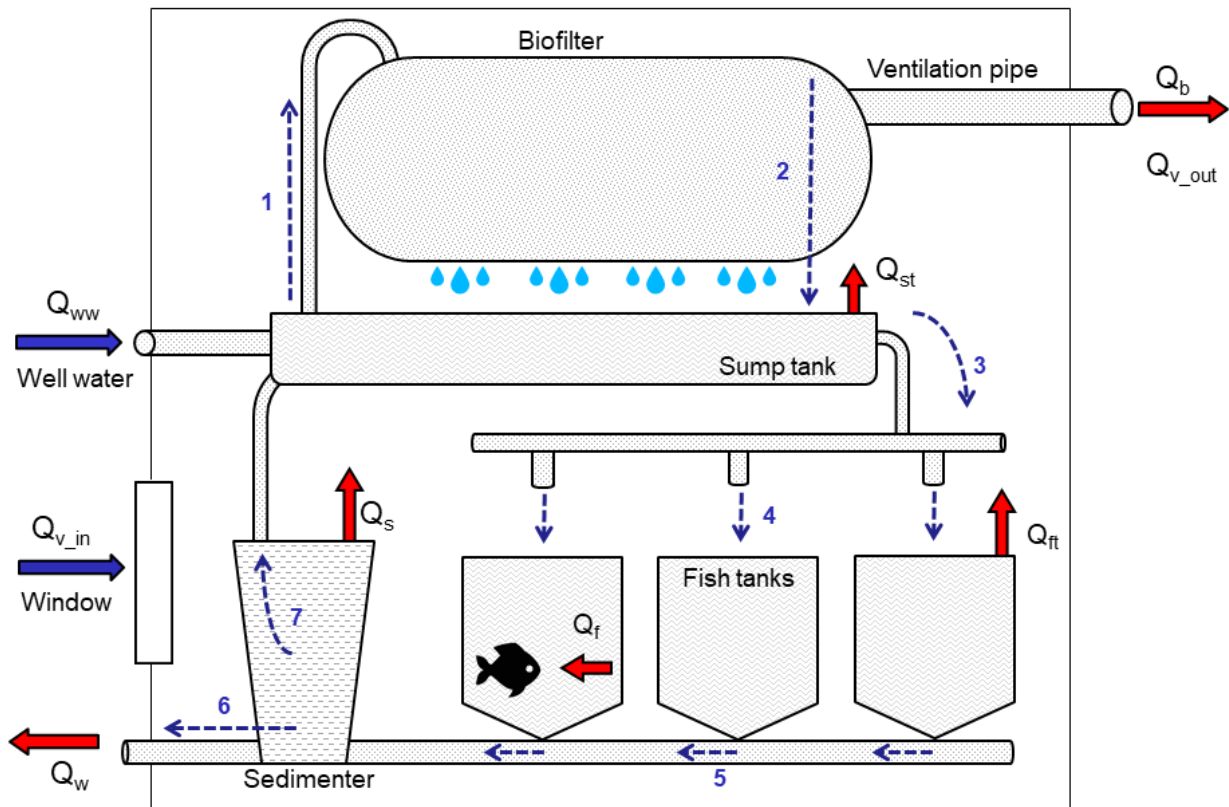 Biofilter
Ventilation pipe
Q_b
Q_v_out
1
2
Q_st
Q_ww
Well water
Sump tank
3
Q_v_in
Window
Q_s
4
Q_ft
Fish tanks
Q_f
7
6
5
Q_w
Sedimenter